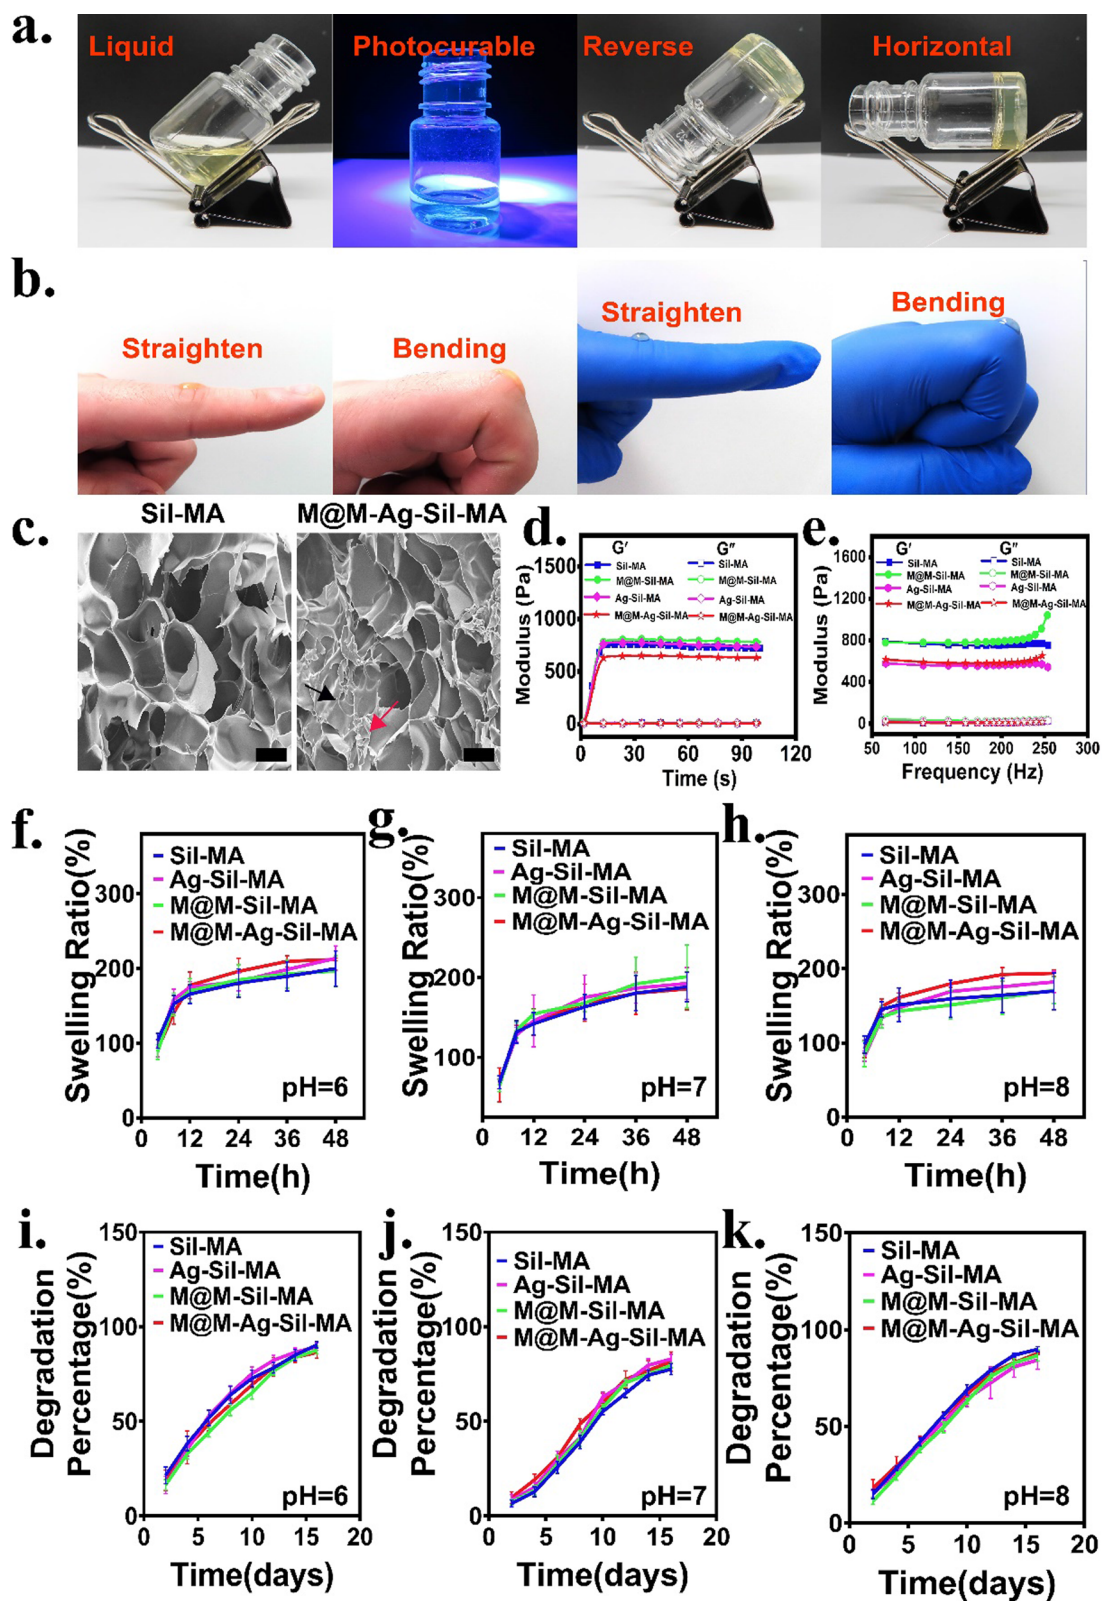 a.
Liquid
Photocurable
Reverse
Horizontal
b.
Straighten
Bending
Straighten
Bending
c.
Sil-MA
M@M-Ag-Sil-MA
d.
G′
G″
Sil-MA
Sil-MA
M@M-Sil-MA
M@M-Sil-MA
Ag-Sil-MA
Ag-Sil-MA
M@M-Ag-Sil-MA
M@M-Ag-Sil-MA
Modulus (Pa)
1500
1000
500
0
0
30
60
90
120
Time (s)
e.
G′
G″
Sil-MA
Sil-MA
M@M-Sil-MA
M@M-Sil-MA
Ag-Sil-MA
Ag-Sil-MA
M@M-Ag-Sil-MA
M@M-Ag-Sil-MA
Modulus (Pa)
1600
1200
800
400
0
50
100
150
200
250
300
Frequency (Hz)
f.
Swelling Ratio(%)
300
200
100
0
Sil-MA
Ag-Sil-MA
M@M-Sil-MA
M@M-Ag-Sil-MA
pH=6
0
12
24
36
48
Time(h)
g.
Swelling Ratio(%)
300
200
100
Sil-MA
Ag-Sil-MA
M@M-Sil-MA
M@M-Ag-Sil-MA
pH=7
0
12
24
36
48
Time(h)
h.
Swelling Ratio(%)
300
200
100
0
Sil-MA
Ag-Sil-MA
M@M-Sil-MA
M@M-Ag-Sil-MA
pH=8
0
12
24
36
48
Time(h)
i.
Degradation
Percentage(%)
150
100
50
0
Sil-MA
Ag-Sil-MA
M@M-Sil-MA
M@M-Ag-Sil-MA
pH=6
0
5
10
15
20
Time(days)
j.
Degradation
Percentage(%)
150
100
50
0
Sil-MA
Ag-Sil-MA
M@M-Sil-MA
M@M-Ag-Sil-MA
pH=7
0
5
10
15
20
Time(days)
k.
Degradation
Percentage(%)
150
100
50
0
Sil-MA
Ag-Sil-MA
M@M-Sil-MA
M@M-Ag-Sil-MA
pH=8
0
5
10
15
20
Time(days)